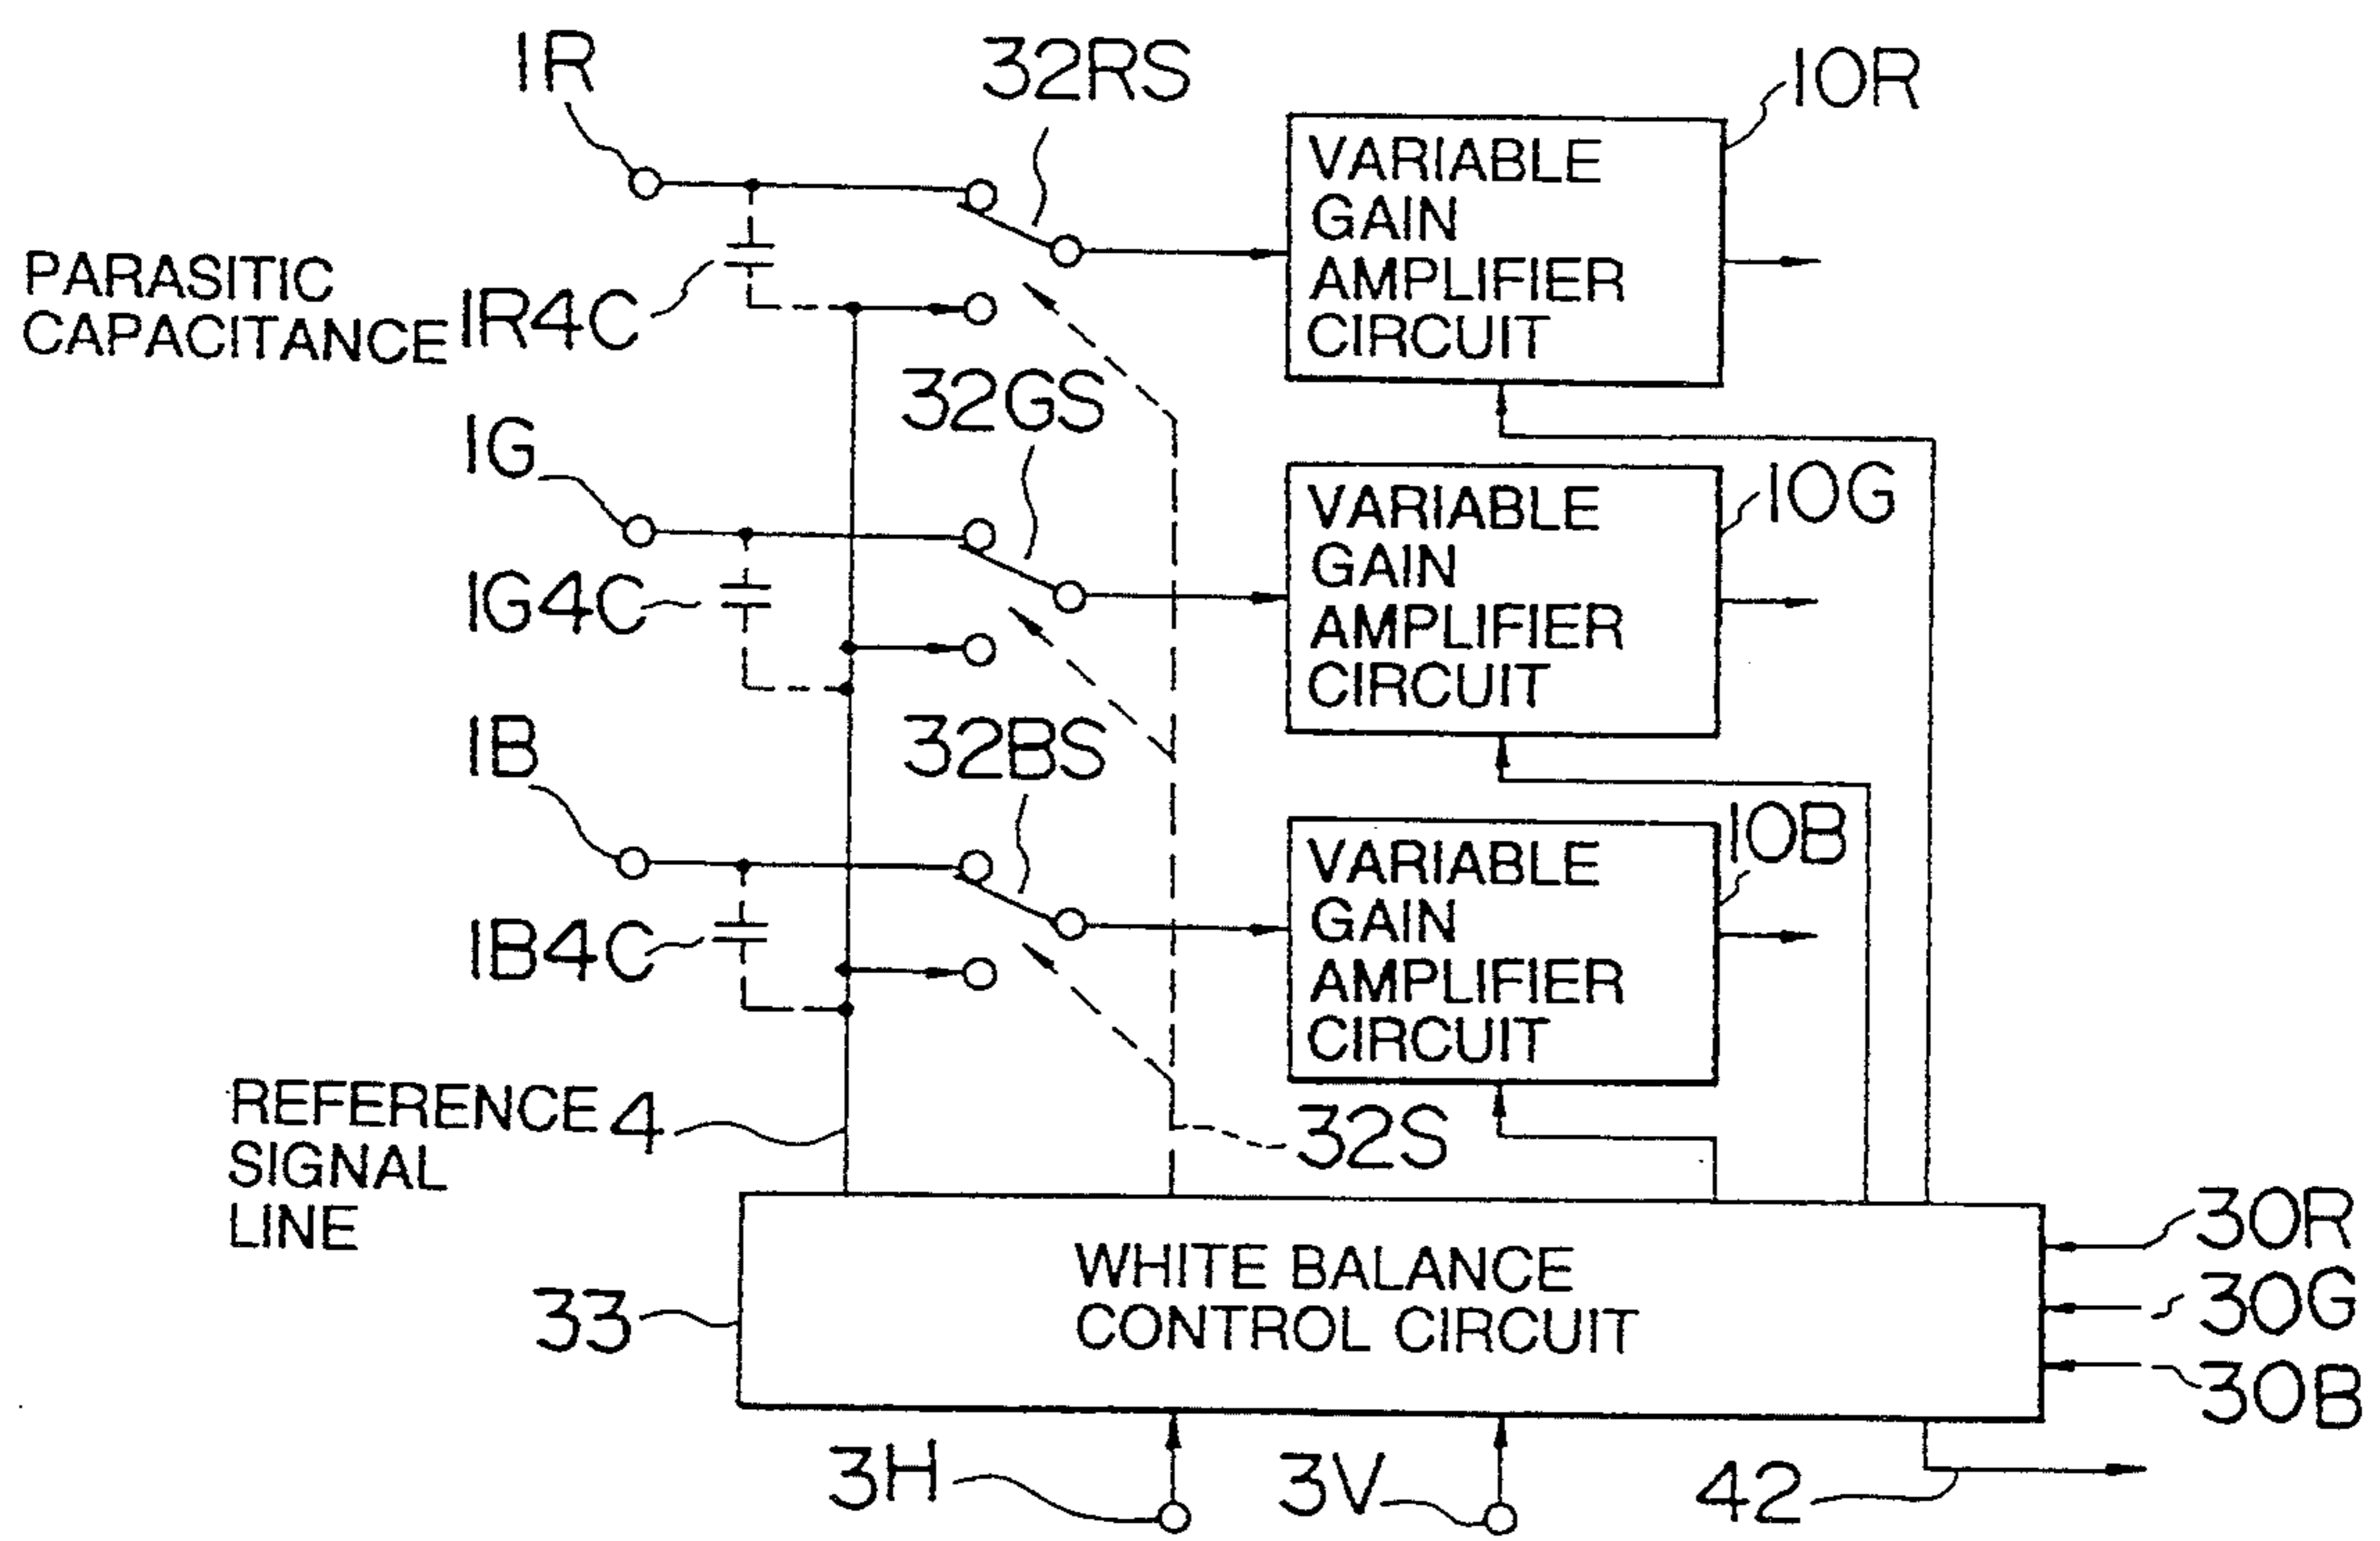 1R
32RS
10R
VARIABLE
GAIN
AMPLIFIER
CIRCUIT
PARASITIC
CAPACITANCE
1R4C
32GS
1G
10G
VARIABLE
GAIN
AMPLIFIER
CIRCUIT
1G4C
32BS
1B
10B
VARIABLE
GAIN
AMPLIFIER
CIRCUIT
1B4C
REFERENCE
SIGNAL
LINE
4
32S
WHITE BALANCE
CONTROL CIRCUIT
33
30R
30G
30B
3H
3V
42